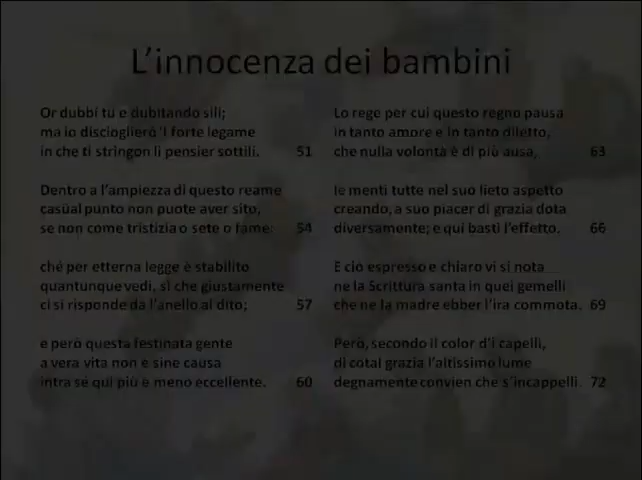 L'innocenza dei bambini
Or dubbi tu e dubitando sili;
ma io discioglierò 'l forte legame
in che ti stringon li pensier sottili. 51
Dentro a l'ampiezza di questo reame
casüal punto non puote aver sito,
se non come tristizia o sete o fame: 54
ché per etterna legge è stabilito
quantunque vedi, sì che giustamente
ci si risponde da l'anello al dito; 57
e però questa festinata gente
a vera vita non è sine causa
intra sé qui più e meno eccellente. 60
Lo rege per cui questo regno pausa
in tanto amore e in tanto diletto,
che nulla volontà è di più ausa, 63
le menti tutte nel suo lieto aspetto
creando, a suo piacer di grazia dota
diversamente; e qui basti l'effetto. 66
E ciò espresso e chiaro vi si nota
ne la Scrittura santa in quei gemelli
che ne la madre ebber l'ira commota. 69
Però, secondo il color d'i capelli,
di cotal grazia l'altissimo lume
degnamente convien che s'incappelli. 72